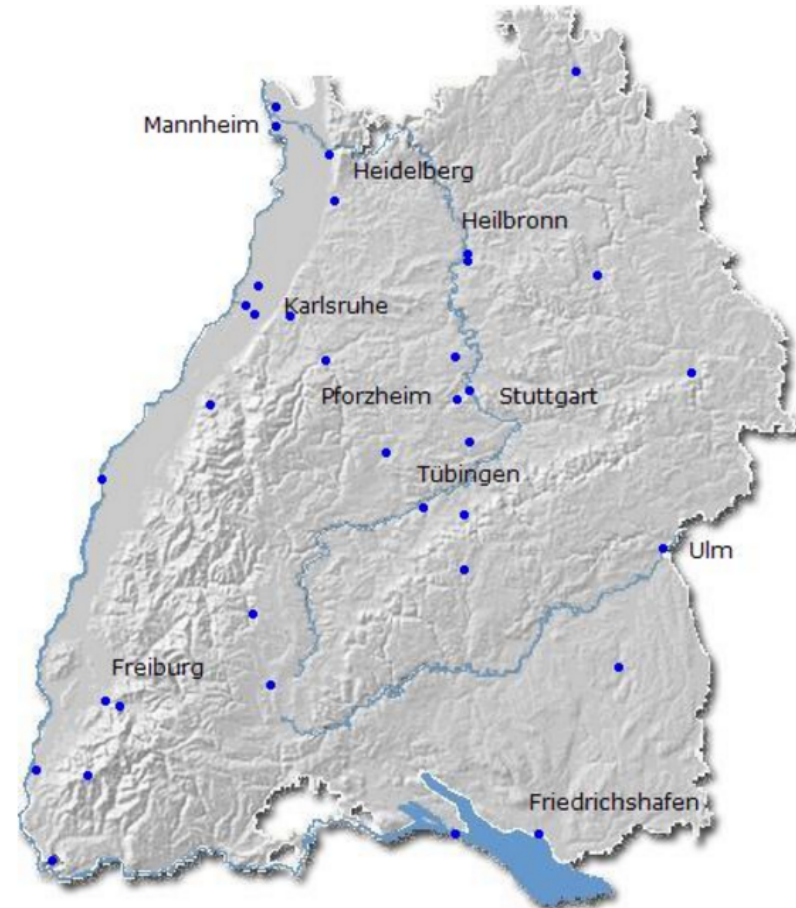 Mannheim
Heidelberg
Heilbronn
Karlsruhe
Pforzheim
Stuttgart
Tübingen
Ulm
Freiburg
Friedrichshafen